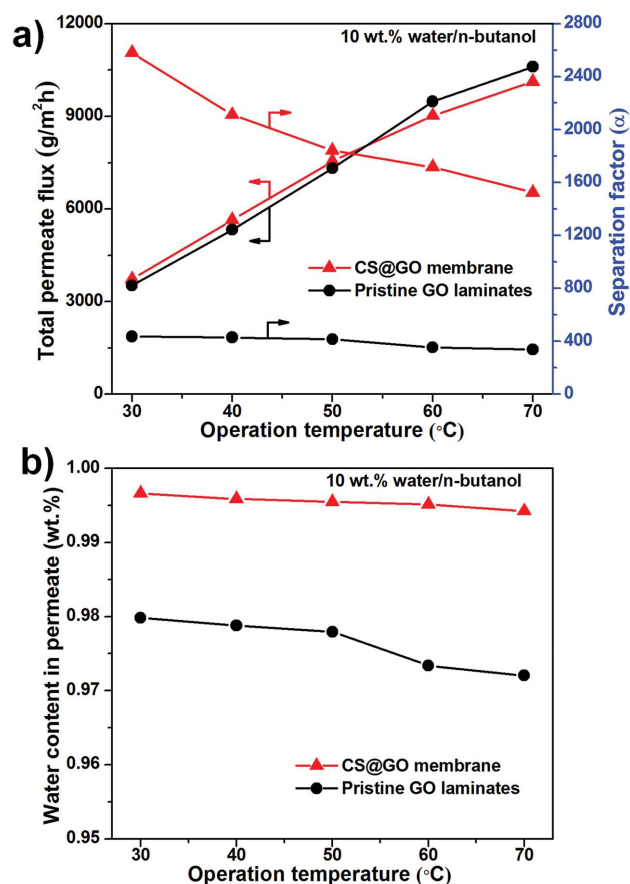 a)
10 wt.% water/n-butanol
Total permeate flux (g/m²h)
12000
9000
6000
3000
0
Separation factor (α)
2800
2400
2000
1600
1200
800
400
0
CS@GO membrane
Pristine GO laminates
30 40 50 60 70
Operation temperature (°C)
b)
10 wt.% water/n-butanol
Water content in permeate (wt.%)
1.00
0.99
0.98
0.97
0.96
0.95
CS@GO membrane
Pristine GO laminates
30 40 50 60 70
Operation temperature (°C)